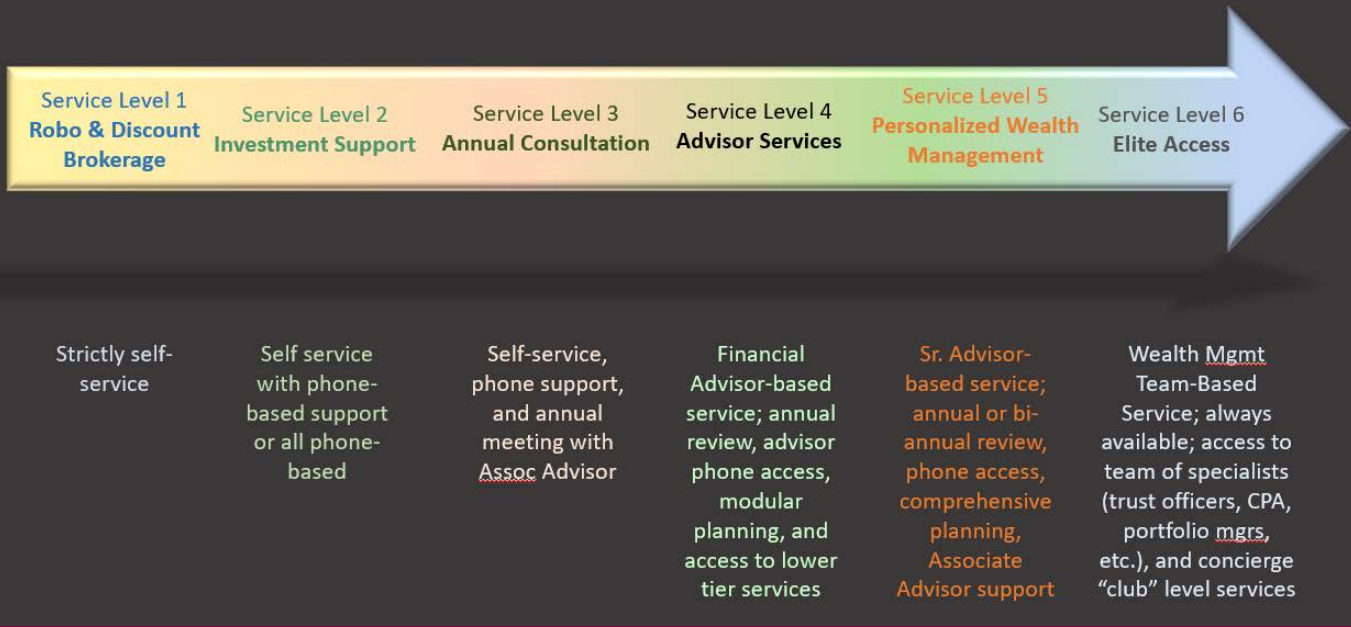 Service Level 1
Robo & Discount
Brokerage
Service Level 2
Investment Support
Service Level 3
Annual Consultation
Service Level 4
Advisor Services
Service Level 5
Personalized Wealth
Management
Service Level 6
Elite Access
Strictly self-
service
Self service
with phone-
based support
or all phone-
based
Self-service,
phone support,
and annual
meeting with
Assoc Advisor
Financial
Advisor-based
service; annual
review, advisor
phone access,
modular
planning, and
access to lower
tier services
Sr. Advisor-
based service;
annual or bi-
annual review,
phone access,
comprehensive
planning,
Associate
Advisor support
Wealth Mgmt
Team-Based
Service; always
available; access to
team of specialists
(trust officers, CPA,
portfolio mgrs,
etc.), and concierge
“club” level services